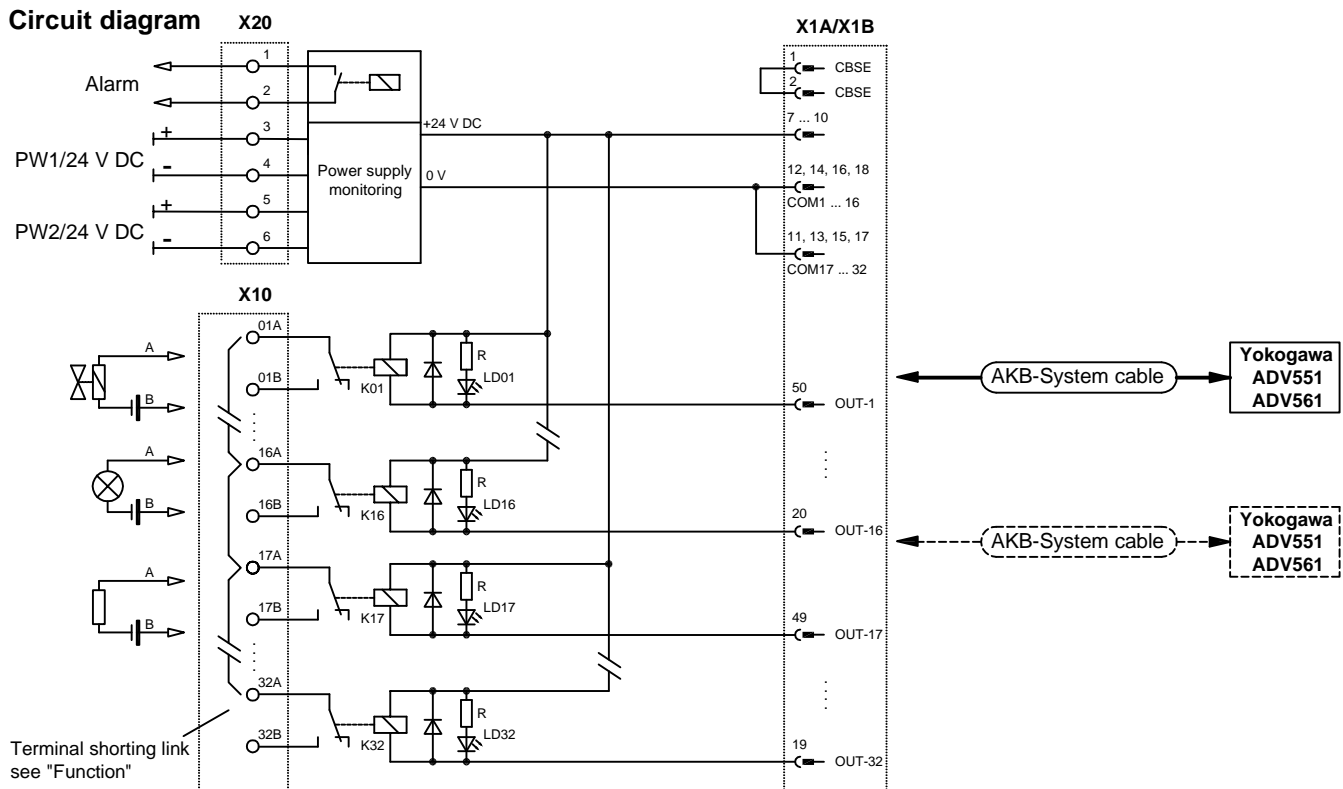 Circuit diagram
X20
X1A/X1B
Alarm
1
2
PW1/24 V DC
+
3
-
4
PW2/24 V DC
+
5
-
6
Power supply
monitoring
+24 V DC
0 V
1
CBSE
2
CBSE
7 ... 10
12, 14, 16, 18
COM1 ... 16
11, 13, 15, 17
COM17 ... 32
X10
A
B
01A
01B
K01
R
LD01
50
OUT-1
A
B
16A
16B
K16
R
LD16
20
OUT-16
A
B
17A
17B
K17
R
LD17
49
OUT-17
32A
32B
K32
R
LD32
19
OUT-32
Terminal shorting link
see "Function"
AKB-System cable
Yokogawa
ADV551
ADV561
AKB-System cable
Yokogawa
ADV551
ADV561